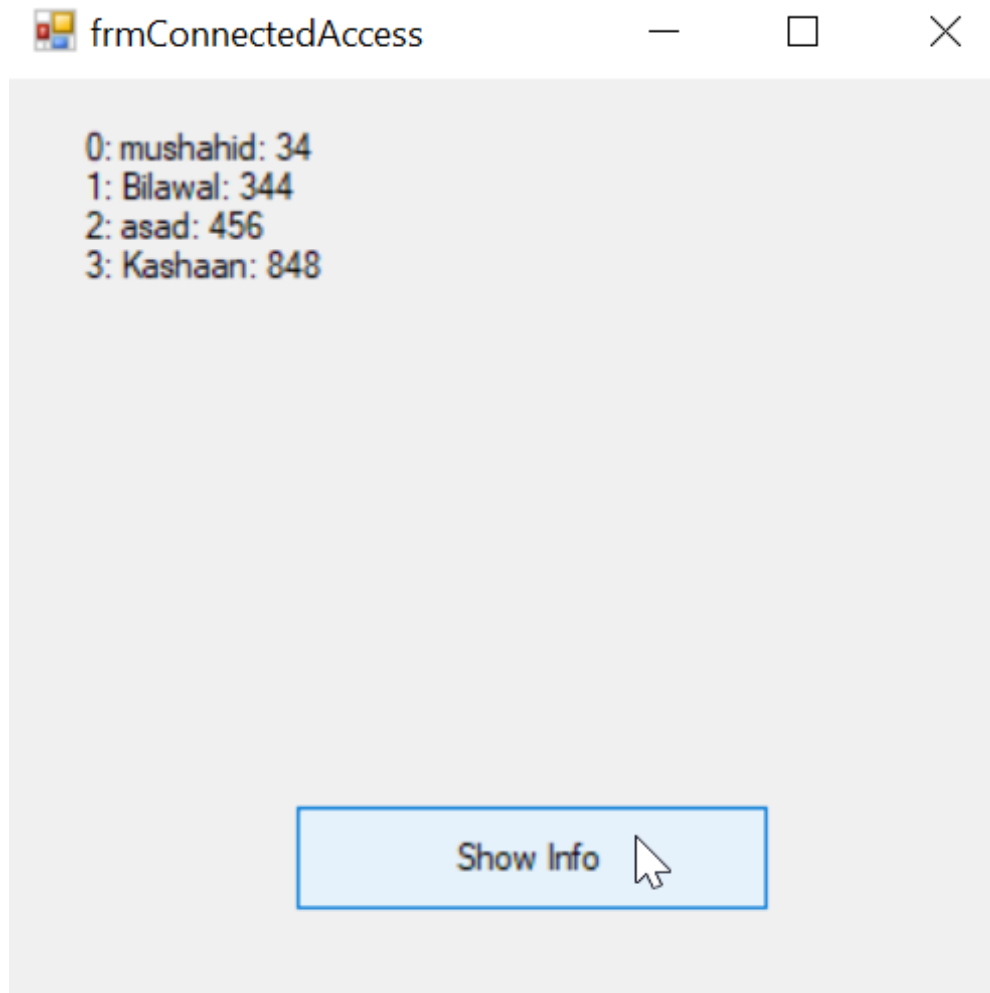 frmConnectedAccess
0: mushahid: 34
1: Bilawal: 344
2: asad: 456
3: Kashaan: 848
Show Info